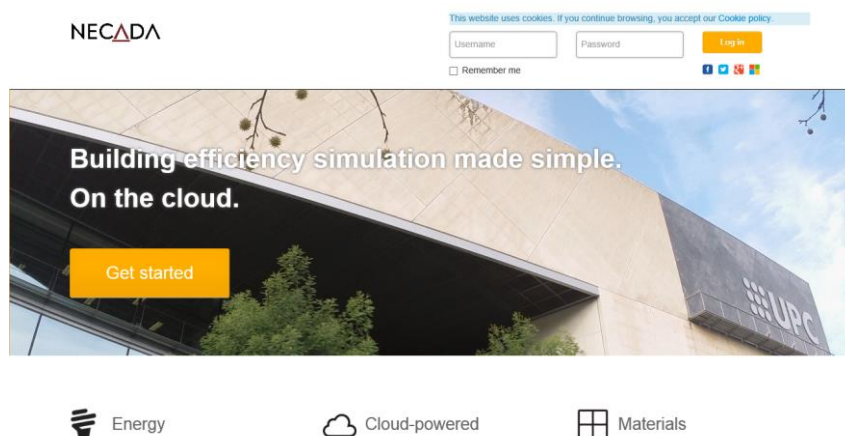 This website uses cookies. If you continue browsing, you accept our Cookie policy.
NECADA
Username
Password
Log in
Remember me
Building efficiency simulation made simple.
On the cloud.
Get started
UPC
Energy
Cloud-powered
Materials